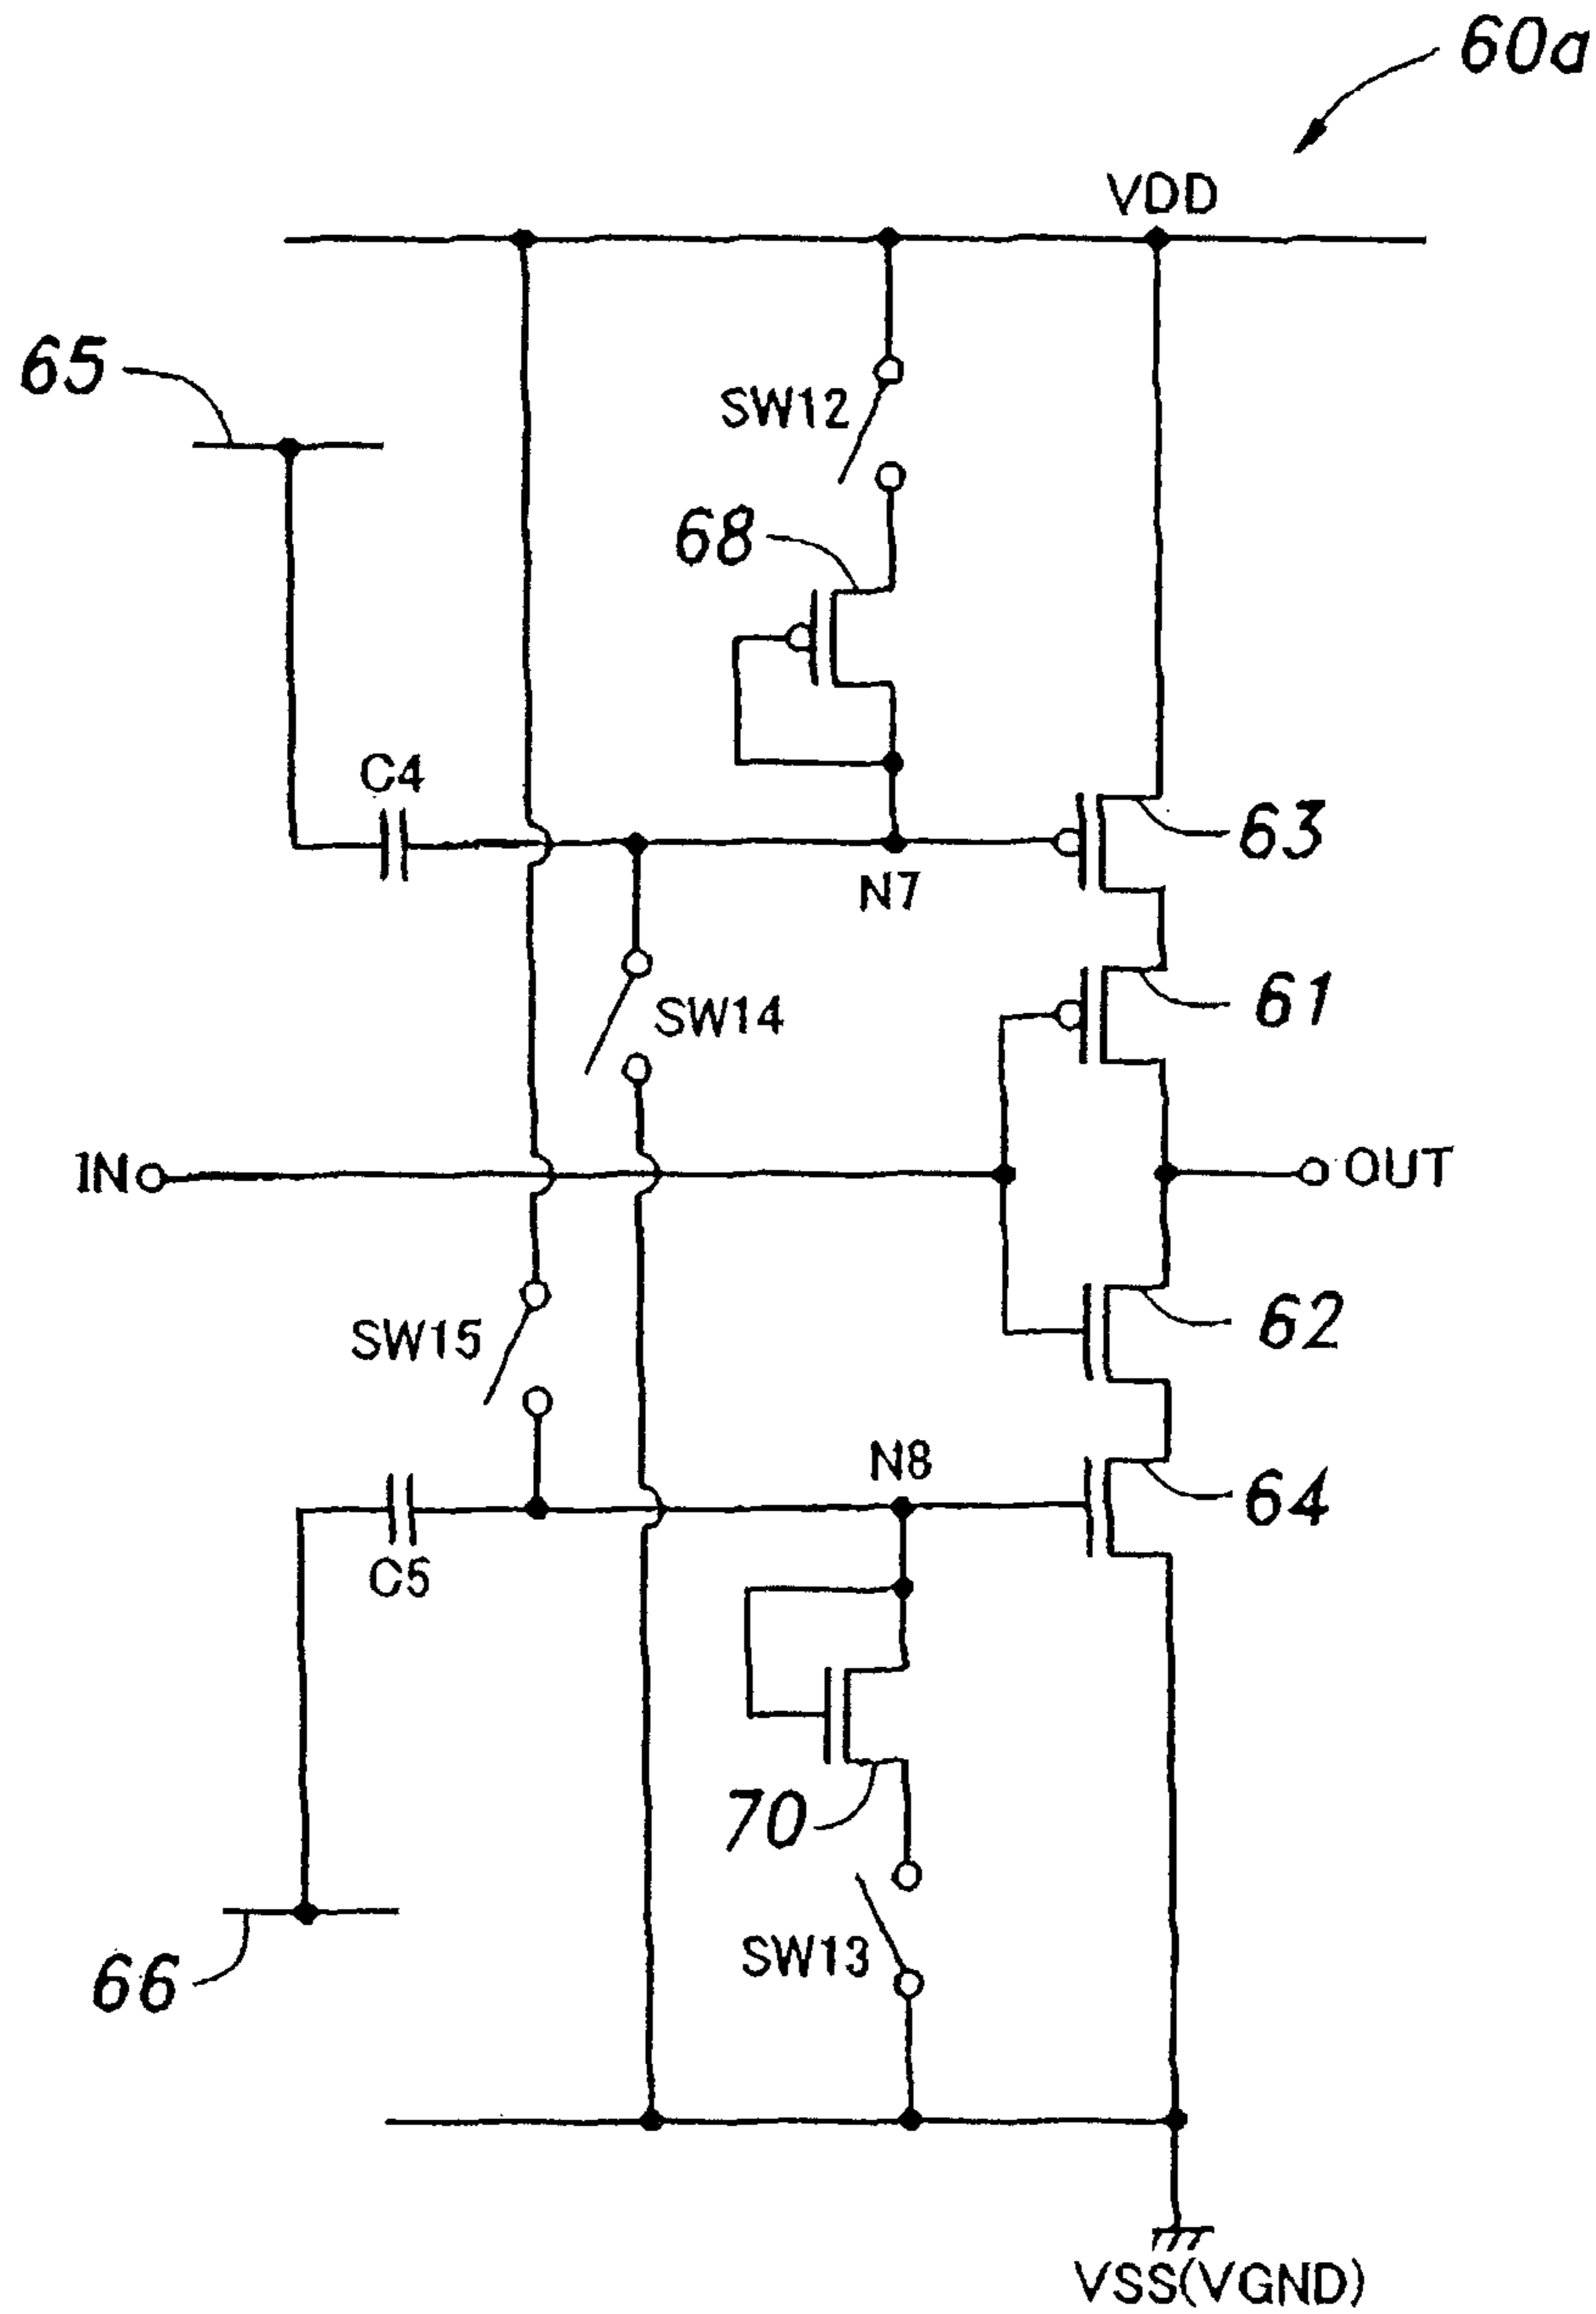 60a
VDD
65
SW12
68
C4
63
N7
61
SW14
IN
OUT
SW15
62
N8
64
C5
70
SW13
66
VSS(VGND)